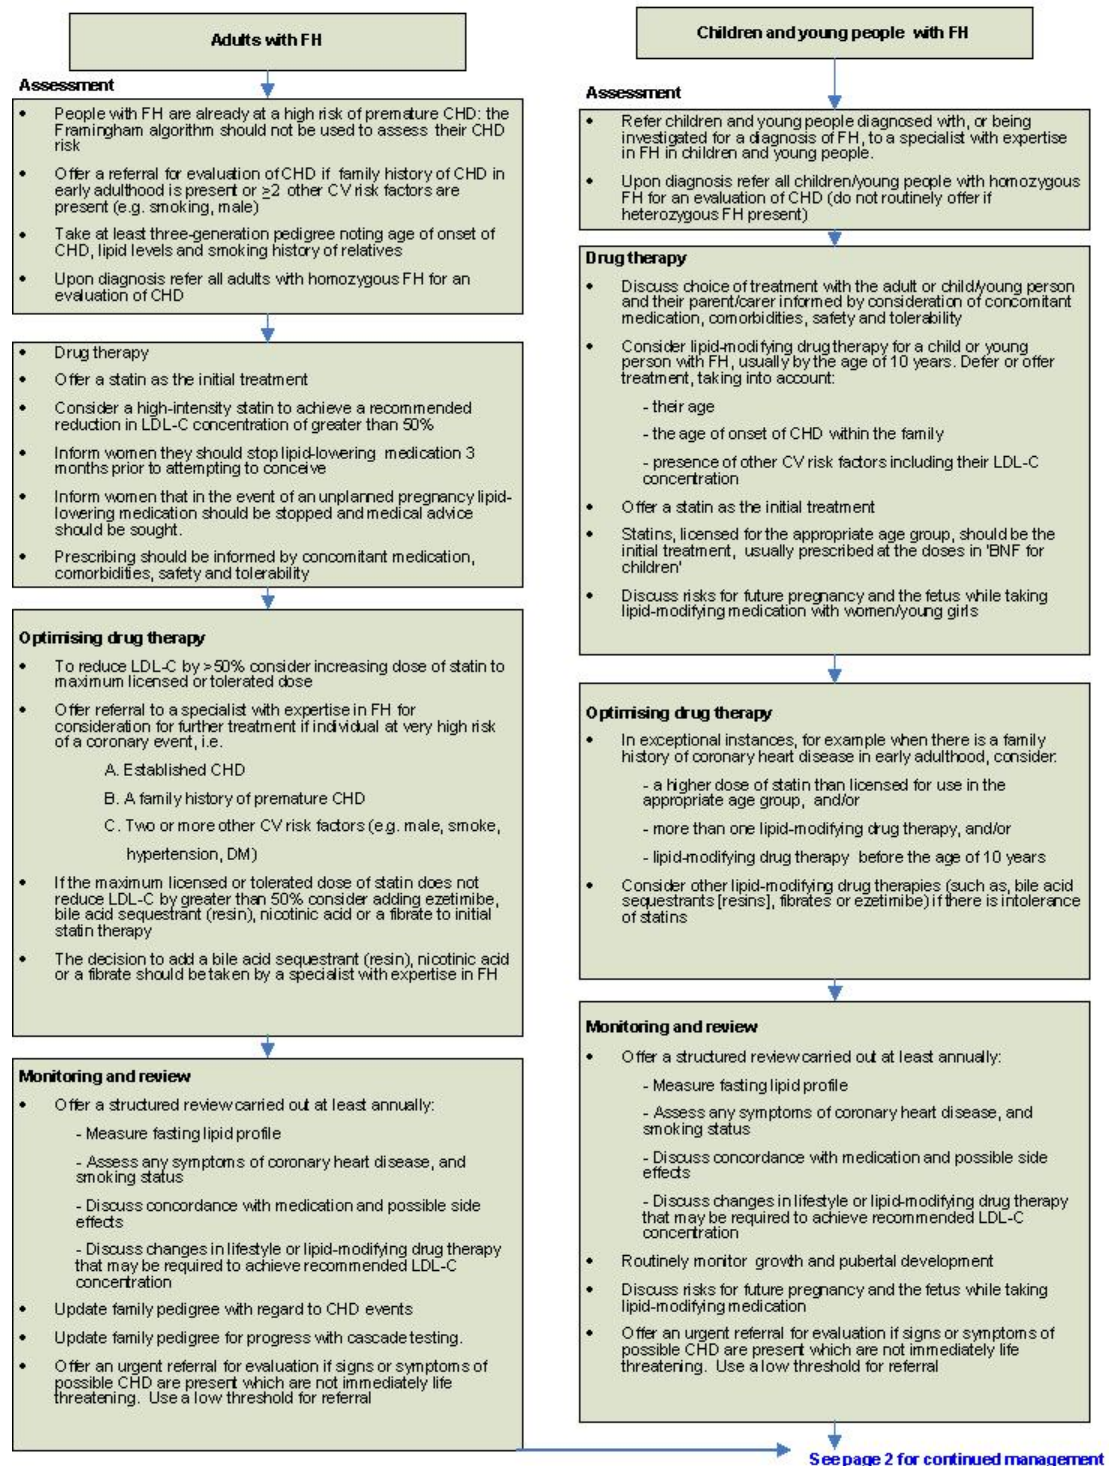 Adults with FH
Assessment
• People with FH are already at a high risk of premature CHD: the
Framingham algorithm should not be used to assess their CHD
risk
• Offer a referral for evaluation of CHD if family history of CHD in
early adulthood is present or ≥2 other CV risk factors are
present (e.g. smoking, male)
• Take at least three-generation pedigree noting age of onset of
CHD, lipid levels and smoking history of relatives
• Upon diagnosis refer all adults with homozygous FH for an
evaluation of CHD
• Drug therapy
• Offer a statin as the initial treatment
• Consider a high-intensity statin to achieve a recommended
reduction in LDL-C concentration of greater than 50%
• Inform women they should stop lipid-lowering medication 3
months prior to attempting to conceive
• Inform women that in the event of an unplanned pregnancy lipid-
lowering medication should be stopped and medical advice
should be sought.
• Prescribing should be informed by concomitant medication,
comorbidities, safety and tolerability
Optimising drug therapy
• To reduce LDL-C by >50% consider increasing dose of statin to
maximum licensed or tolerated dose
• Offer referral to a specialist with expertise in FH for
consideration for further treatment if individual at very high risk
of a coronary event, i.e.
A. Established CHD
B. A family history of premature CHD
C. Two or more other CV risk factors (e.g. male, smoke,
hypertension, DM)
• If the maximum licensed or tolerated dose of statin does not
reduce LDL-C by greater than 50% consider adding ezetimibe,
bile acid sequestrant (resin), nicotinic acid or a fibrate to initial
statin therapy
• The decision to add a bile acid sequestrant (resin), nicotinic acid
or a fibrate should be taken by a specialist with expertise in FH
Monitoring and review
• Offer a structured review carried out at least annually:
- Measure fasting lipid profile
- Assess any symptoms of coronary heart disease, and
smoking status
- Discuss concordance with medication and possible side
effects
- Discuss changes in lifestyle or lipid-modifying drug therapy
that may be required to achieve recommended LDL-C
concentration
• Update family pedigree with regard to CHD events
• Update family pedigree for progress with cascade testing.
• Offer an urgent referral for evaluation if signs or symptoms of
possible CHD are present which are not immediately life
threatening. Use a low threshold for referral
Children and young people with FH
Assessment
• Refer children and young people diagnosed with, or being
investigated for a diagnosis of FH, to a specialist with expertise
in FH in children and young people.
• Upon diagnosis refer all children/young people with homozygous
FH for an evaluation of CHD (do not routinely offer if
heterozygous FH present)
Drug therapy
• Discuss choice of treatment with the adult or child/young person
and their parent/carer informed by consideration of concomitant
medication, comorbidities, safety and tolerability
• Consider lipid-modifying drug therapy for a child or young
person with FH, usually by the age of 10 years. Defer or offer
treatment, taking into account:
- their age
- the age of onset of CHD within the family
- presence of other CV risk factors including their LDL-C
concentration
• Offer a statin as the initial treatment
• Statins, licensed for the appropriate age group, should be the
initial treatment, usually prescribed at the doses in 'BNF for
children'
• Discuss risks for future pregnancy and the fetus while taking
lipid-modifying medication with women/young girls
Optimising drug therapy
• In exceptional instances, for example when there is a family
history of coronary heart disease in early adulthood, consider:
- a higher dose of statin than licensed for use in the
appropriate age group, and/or
- more than one lipid-modifying drug therapy, and/or
- lipid-modifying drug therapy before the age of 10 years
• Consider other lipid-modifying drug therapies (such as, bile acid
sequestrants [resins], fibrates or ezetimibe) if there is intolerance
of statins
Monitoring and review
• Offer a structured review carried out at least annually:
- Measure fasting lipid profile
- Assess any symptoms of coronary heart disease, and
smoking status
- Discuss concordance with medication and possible side
effects
- Discuss changes in lifestyle or lipid-modifying drug therapy
that may be required to achieve recommended LDL-C
concentration
• Routinely monitor growth and pubertal development
• Discuss risks for future pregnancy and the fetus while taking
lipid-modifying medication
• Offer an urgent referral for evaluation if signs or symptoms of
possible CHD are present which are not immediately life
threatening. Use a low threshold for referral
See page 2 for continued management